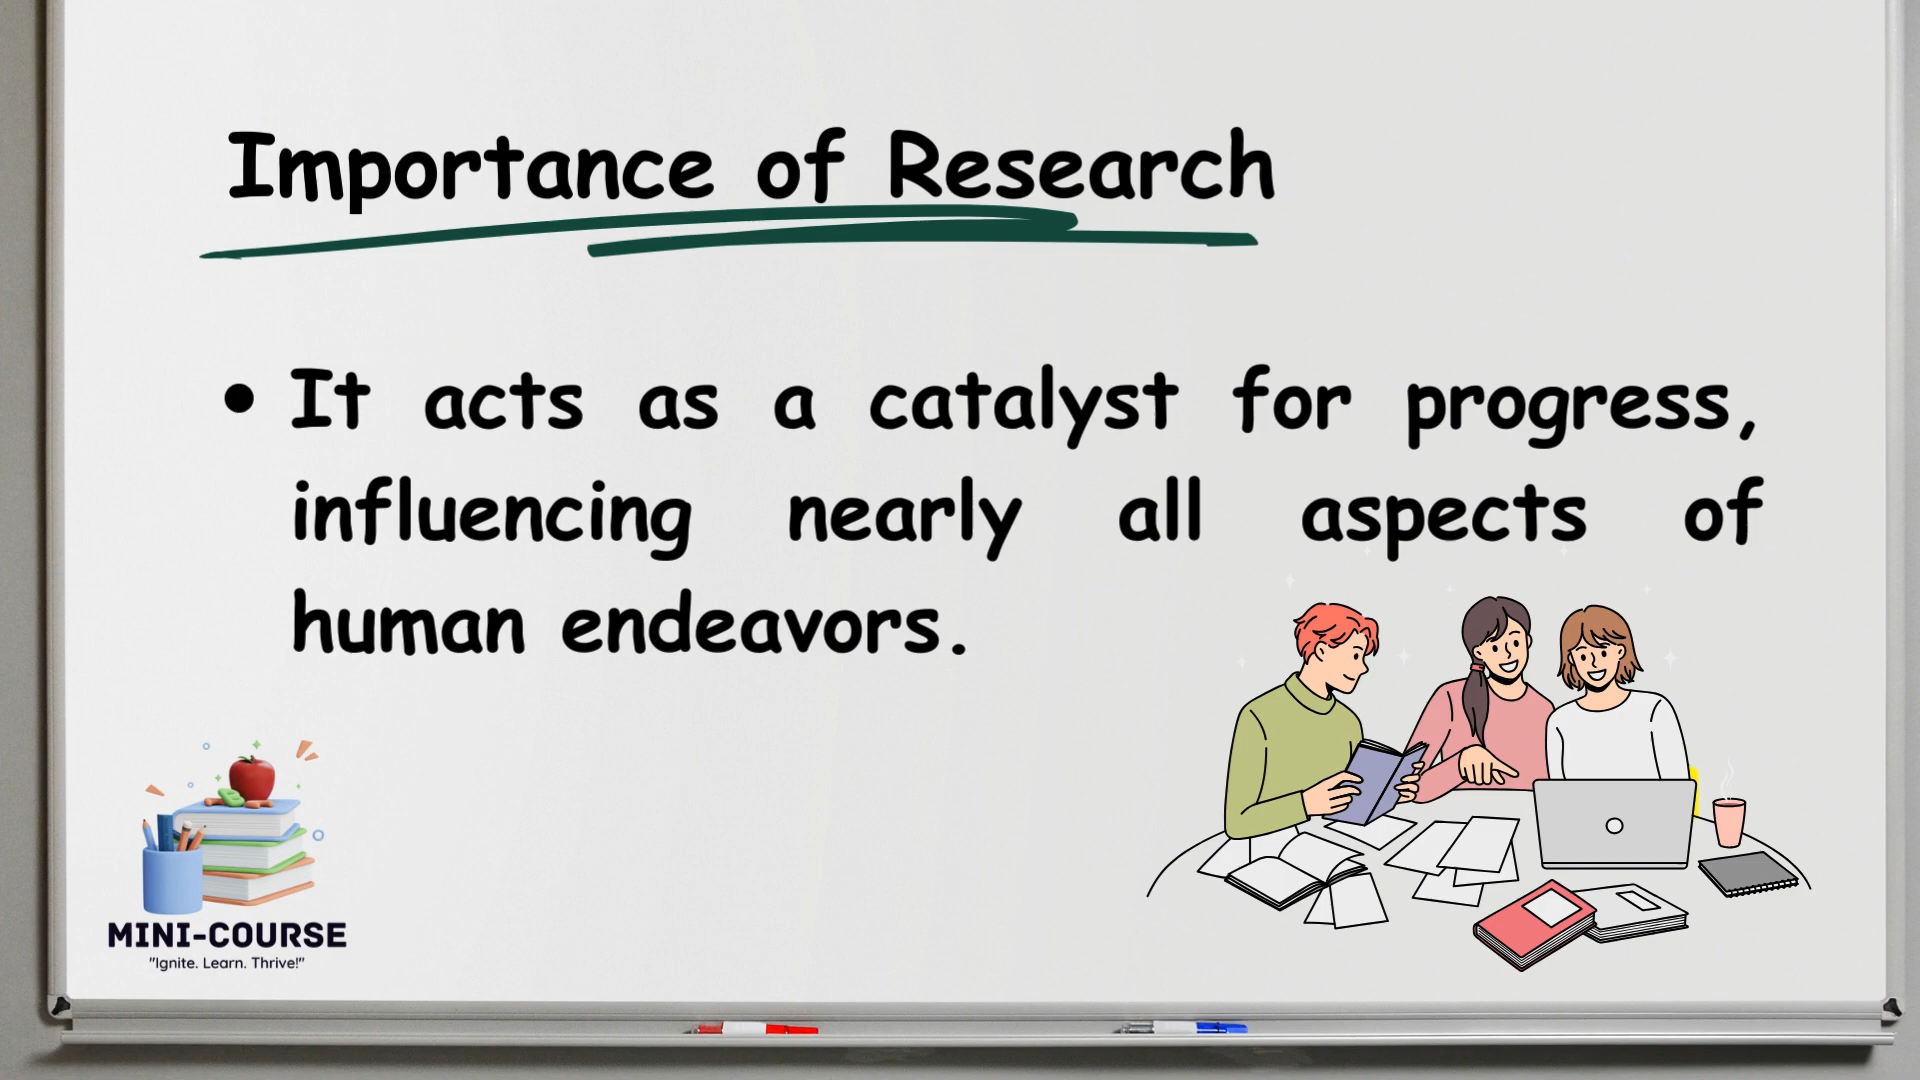 Importance of Research
• It acts as a catalyst for progress,
influencing nearly all aspects of
human endeavors.
MINI-COURSE
"Ignite. Learn. Thrive!"